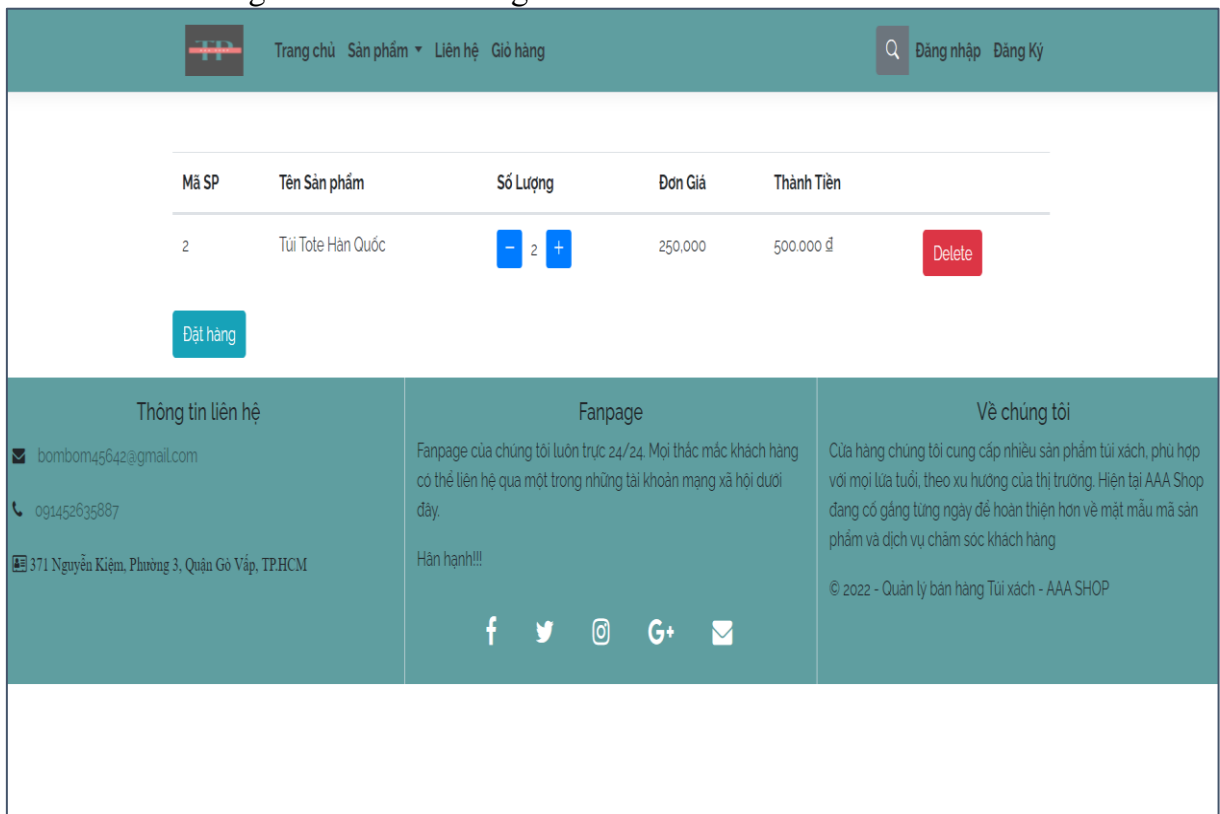 TP
Trang chủ Sản phẩm Liên hệ Giỏ hàng
Đăng nhập Đăng Ký
Mã SP Tên Sản phẩm Số Lượng Đơn Giá Thành Tiền
2 Túi Tote Hàn Quốc − 2 + 250,000 500.000 ₫ Delete
Đặt hàng
Thông tin liên hệ
bombom45642@gmail.com
091452635887
371 Nguyễn Kiệm, Phường 3, Quận Gò Vấp, TP.HCM
Fanpage
Fanpage của chúng tôi luôn trực 24/24. Mọi thắc mắc khách hàng
có thể liên hệ qua một trong những tài khoản mạng xã hội dưới
đây.
Hân hạnh!!!
G+
Về chúng tôi
Cửa hàng chúng tôi cung cấp nhiều sản phẩm túi xách, phù hợp
với mọi lứa tuổi, theo xu hướng của thị trường. Hiện tại AAA Shop
đang cố gắng từng ngày để hoàn thiện hơn về mặt mẫu mã sản
phẩm và dịch vụ chăm sóc khách hàng
© 2022 - Quản lý bán hàng Túi xách - AAA SHOP